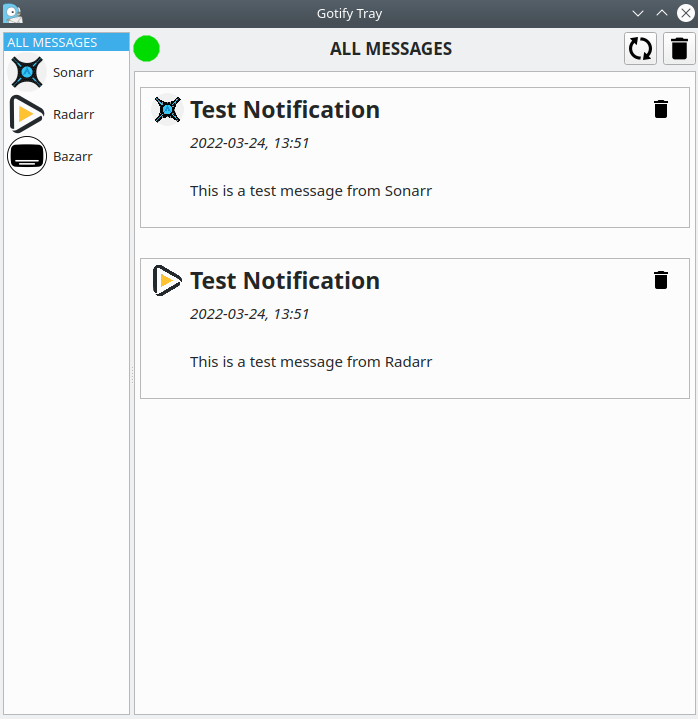 Gotify Tray
ALL MESSAGES
Sonarr
Radarr
Bazarr
ALL MESSAGES
Test Notification
2022-03-24, 13:51
This is a test message from Sonarr
Test Notification
2022-03-24, 13:51
This is a test message from Radarr